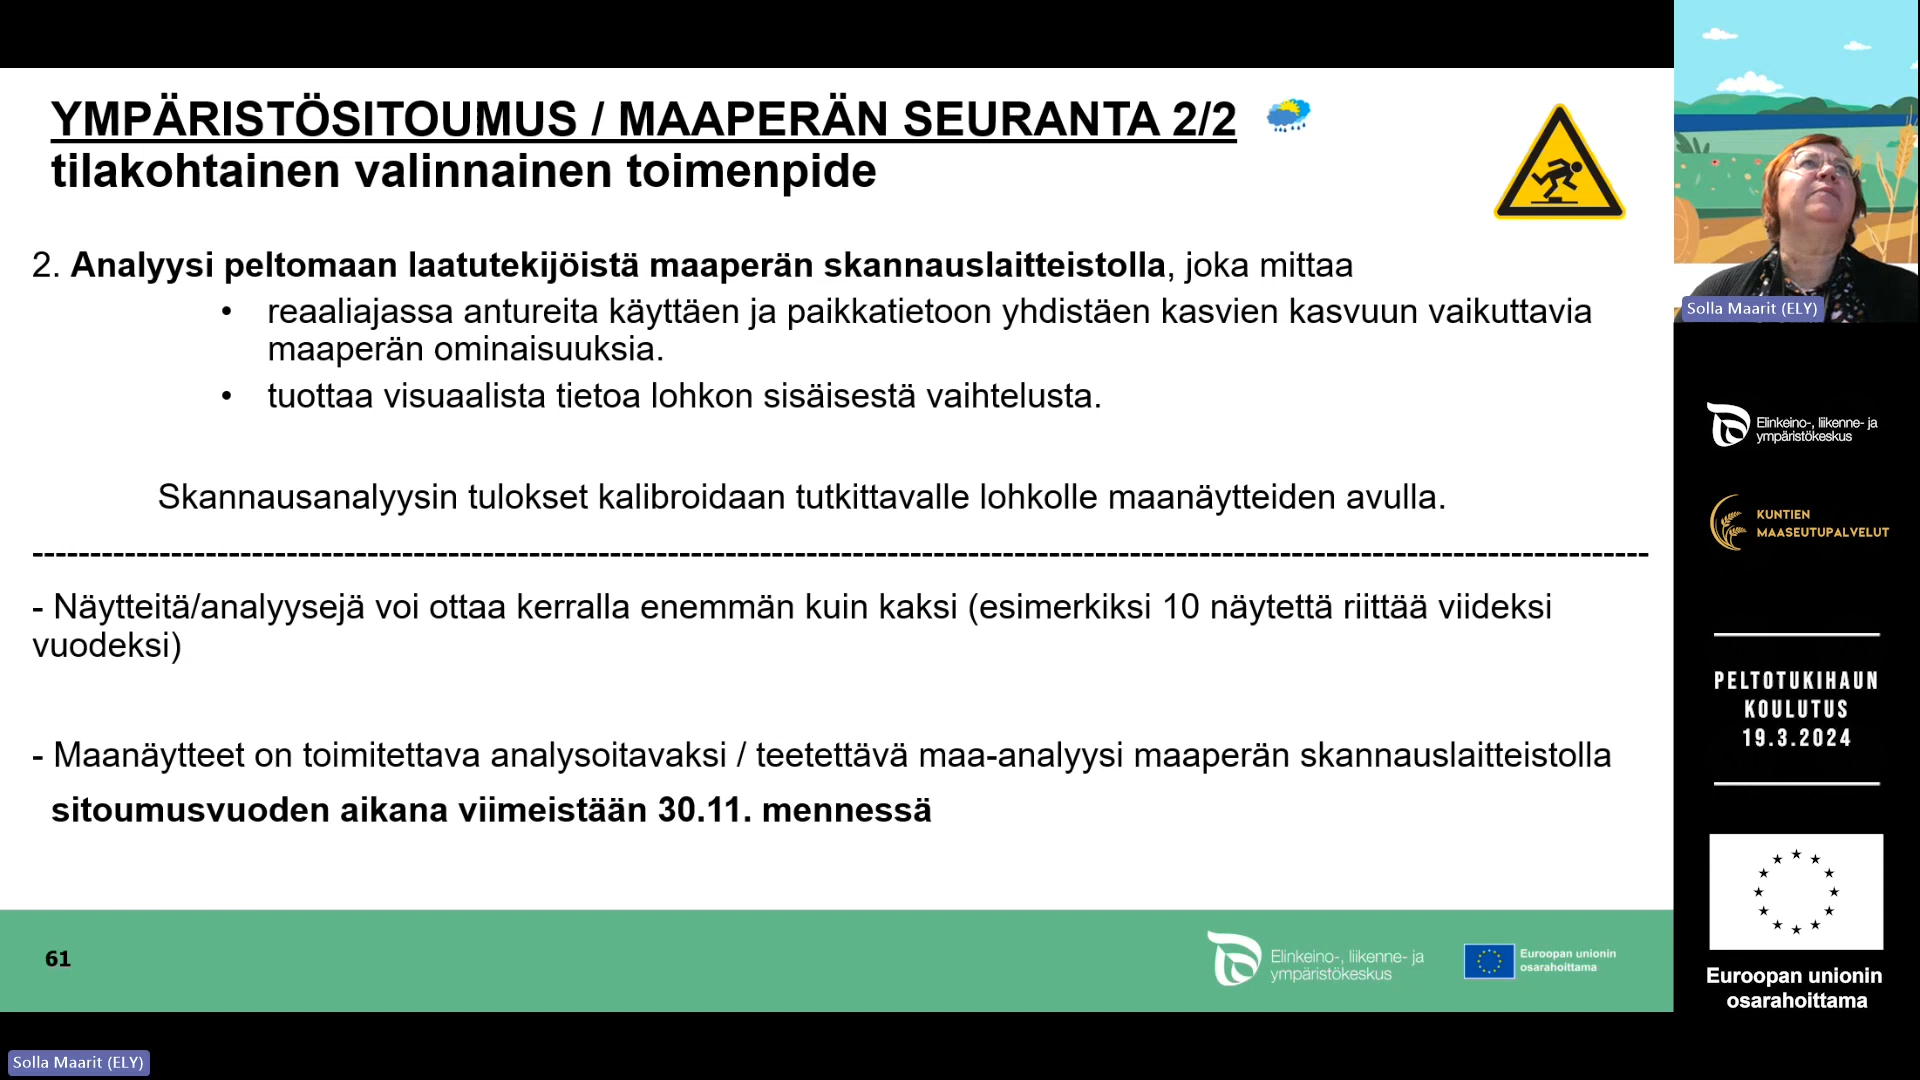 YMPÄRISTÖSITOUMUS / MAAPERÄN SEURANTA 2/2
tilakohtainen valinnainen toimenpide
2. Analyysi peltomaan laatutekijöistä maaperän skannauslaitteistolla, joka mittaa
• reaaliajassa antureita käyttäen ja paikkatietoon yhdistäen kasvien kasvuun vaikuttavia
maaperän ominaisuuksia.
• tuottaa visuaalista tietoa lohkon sisäisestä vaihtelusta.
Skannausanalyysin tulokset kalibroidaan tutkittavalle lohkolle maanäytteiden avulla.
- Näytteitä/analyysejä voi ottaa kerralla enemmän kuin kaksi (esimerkiksi 10 näytettä riittää viideksi
vuodeksi)
- Maanäytteet on toimitettava analysoitavaksi / teetettävä maa-analyysi maaperän skannauslaitteistolla
sitoumusvuoden aikana viimeistään 30.11. mennessä
61
Elinkeino-, liikenne- ja
ympäristökeskus
Euroopan unionin
osarahoittama
Solla Maarit (ELY)
Elinkeino-, liikenne- ja
ympäristökeskus
KUNTIEN
MAASEUTUPALVELUT
PELTOTUKIHAUN
KOULUTUS
19.3.2024
Euroopan unionin
osarahoittama
Solla Maarit (ELY)